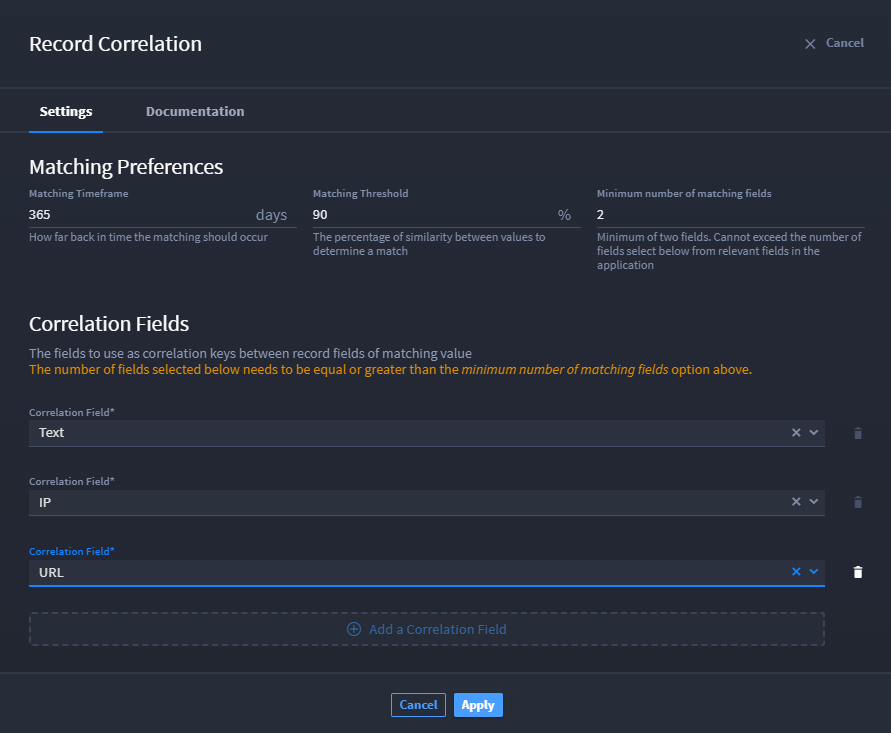 Record Correlation
Cancel
Settings
Documentation
Matching Preferences
Matching Timeframe
365
days
How far back in time the matching should occur
Matching Threshold
90
%
The percentage of similarity between values to
determine a match
Minimum number of matching fields
2
Minimum of two fields. Cannot exceed the number of
fields select below from relevant fields in the
application
Correlation Fields
The fields to use as correlation keys between record fields of matching value
The number of fields selected below needs to be equal or greater than the minimum number of matching fields option above.
Correlation Field*
Text
Correlation Field*
IP
Correlation Field*
URL
Add a Correlation Field
Cancel
Apply